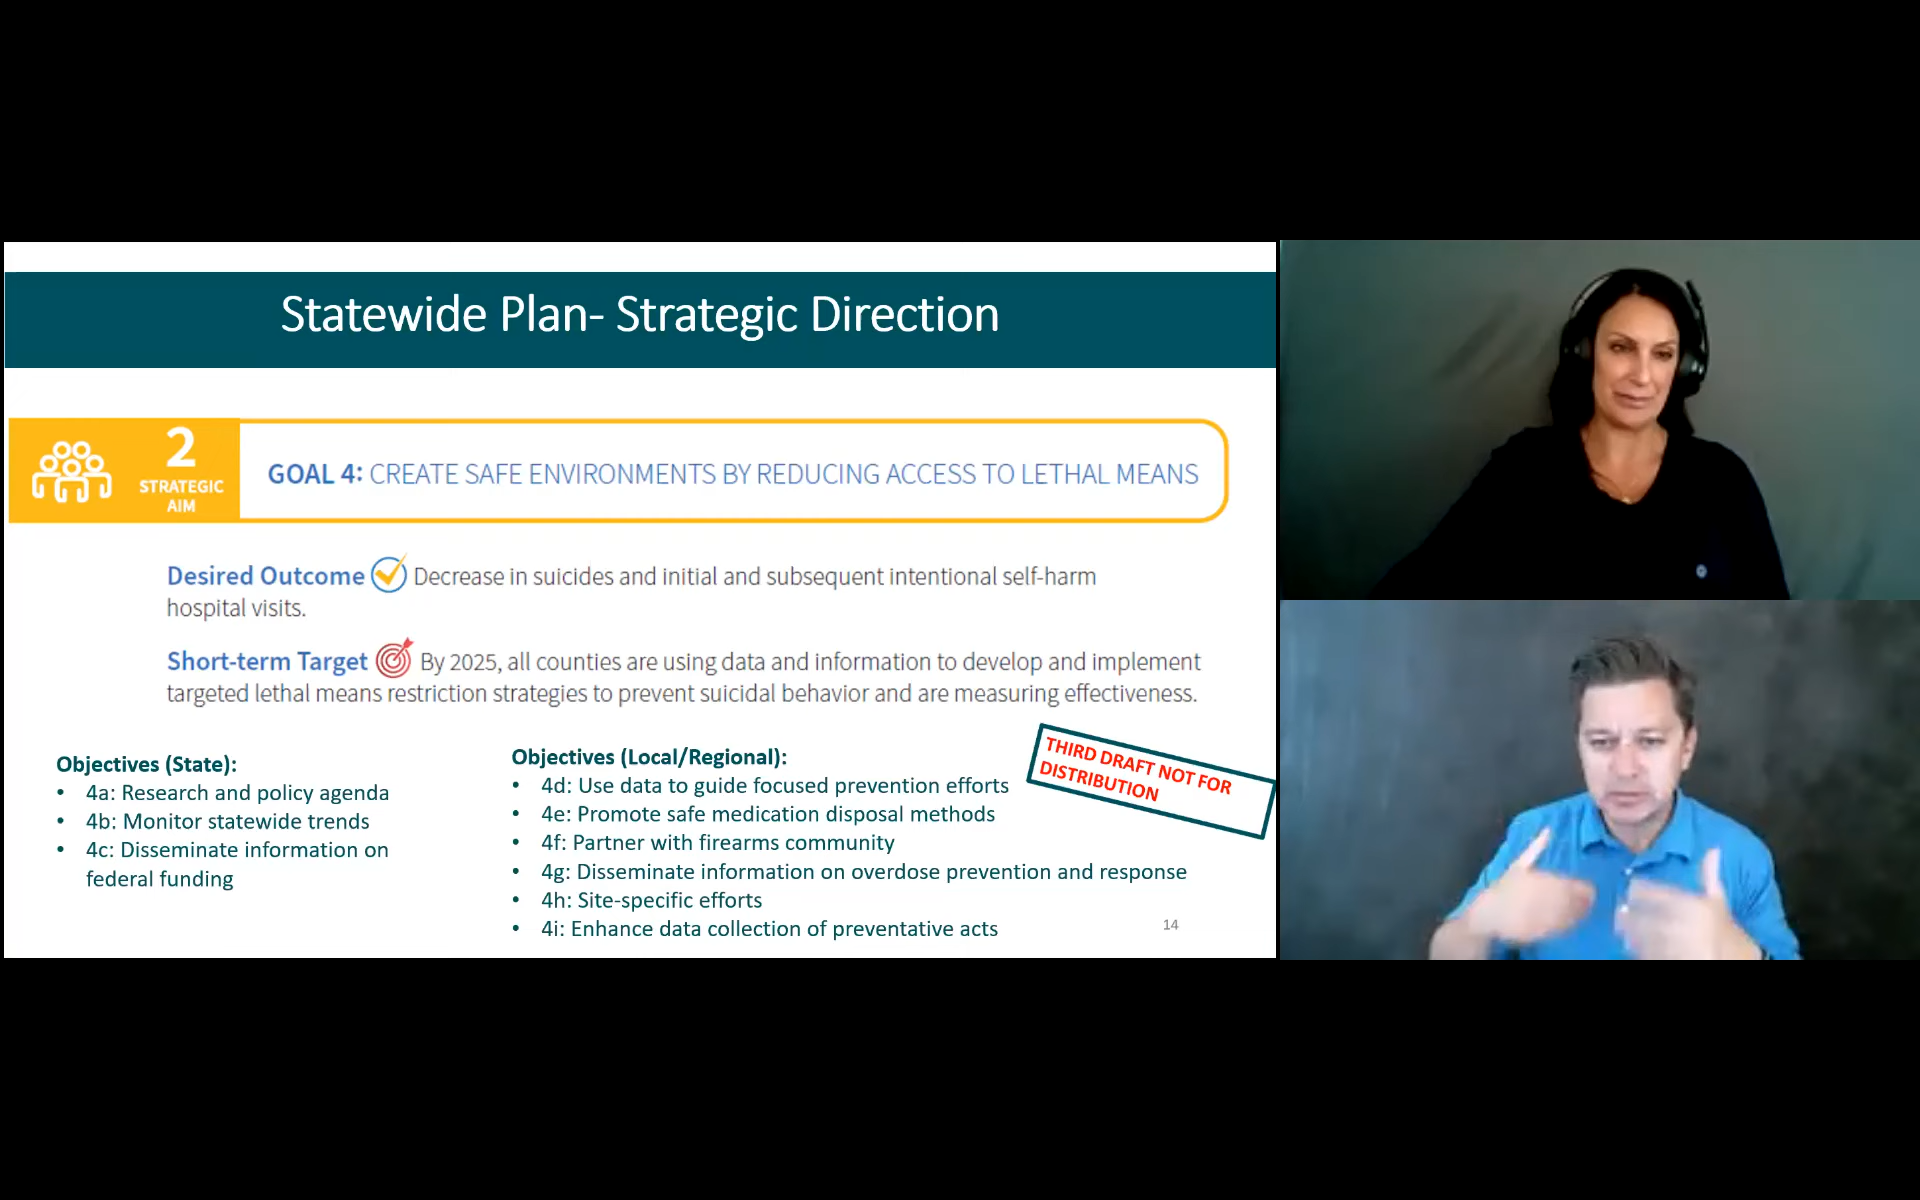 Statewide Plan- Strategic Direction
2
STRATEGIC
AIM
GOAL 4: CREATE SAFE ENVIRONMENTS BY REDUCING ACCESS TO LETHAL MEANS
Desired Outcome Decrease in suicides and initial and subsequent intentional self-harm
hospital visits.
Short-term Target By 2025, all counties are using data and information to develop and implement
targeted lethal means restriction strategies to prevent suicidal behavior and are measuring effectiveness.
Objectives (State):
• 4a: Research and policy agenda
• 4b: Monitor statewide trends
• 4c: Disseminate information on
federal funding
Objectives (Local/Regional):
• 4d: Use data to guide focused prevention efforts
• 4e: Promote safe medication disposal methods
• 4f: Partner with firearms community
• 4g: Disseminate information on overdose prevention and response
• 4h: Site-specific efforts
• 4i: Enhance data collection of preventative acts
THIRD DRAFT NOT FOR
DISTRIBUTION
14